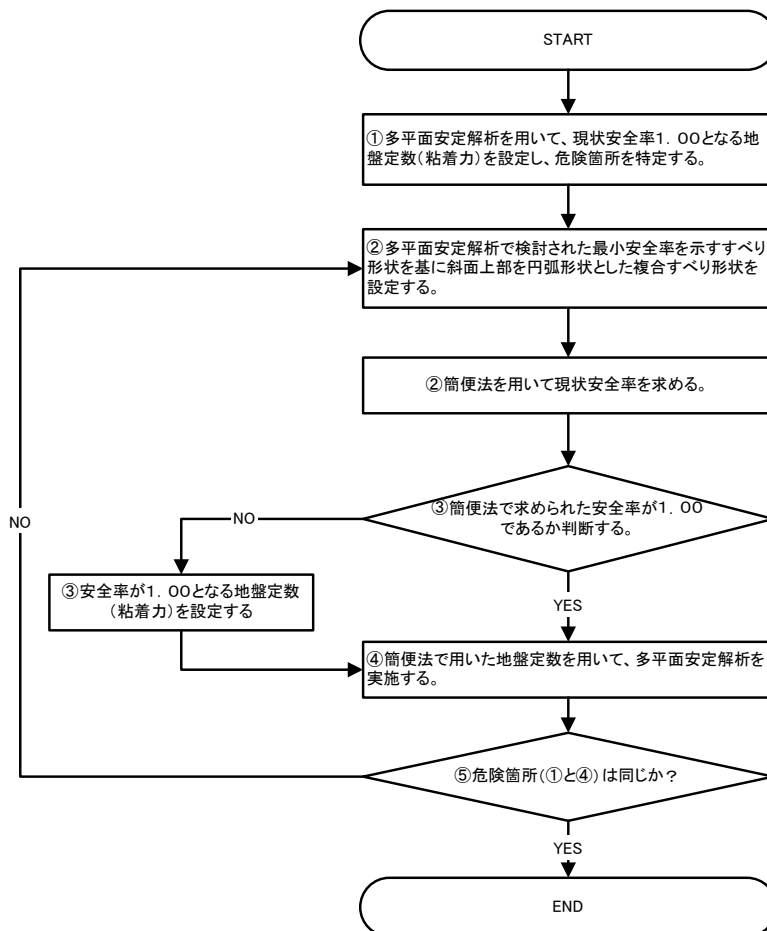 START
①多平面安定解析を用いて、現状安全率1．00となる地
盤定数（粘着力）を設定し、危険箇所を特定する。
②多平面安定解析で検討された最小安全率を示すすべり
形状を基に斜面上部を円弧形状とした複合すべり形状を
設定する。
②簡便法を用いて現状安全率を求める。
③簡便法で求められた安全率が1．00
であるか判断する。
NO
NO
③安全率が1．00となる地盤定数
（粘着力）を設定する
YES
④簡便法で用いた地盤定数を用いて、多平面安定解析を
実施する。
⑤危険箇所（①と④）は同じか？
YES
END